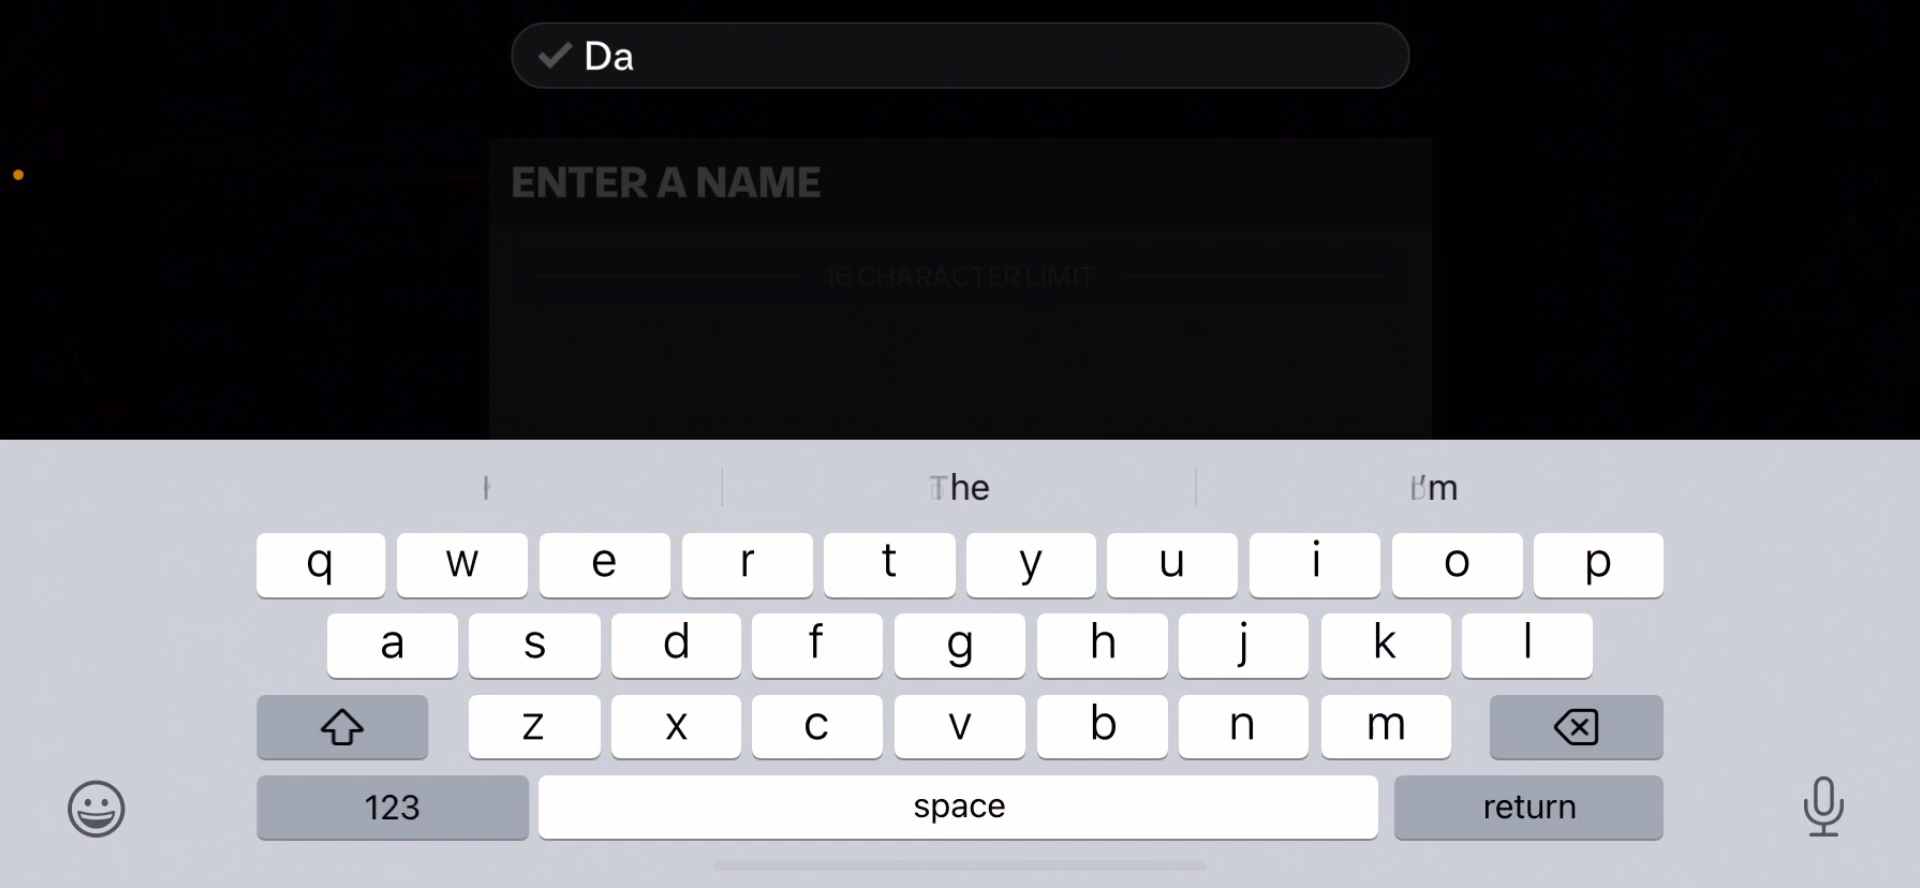 Da
ENTER A NAME
16 CHARACTER LIMIT
The I'm
q w e r t y u i o p
a s d f g h j k l
z x c v b n m
123 space return